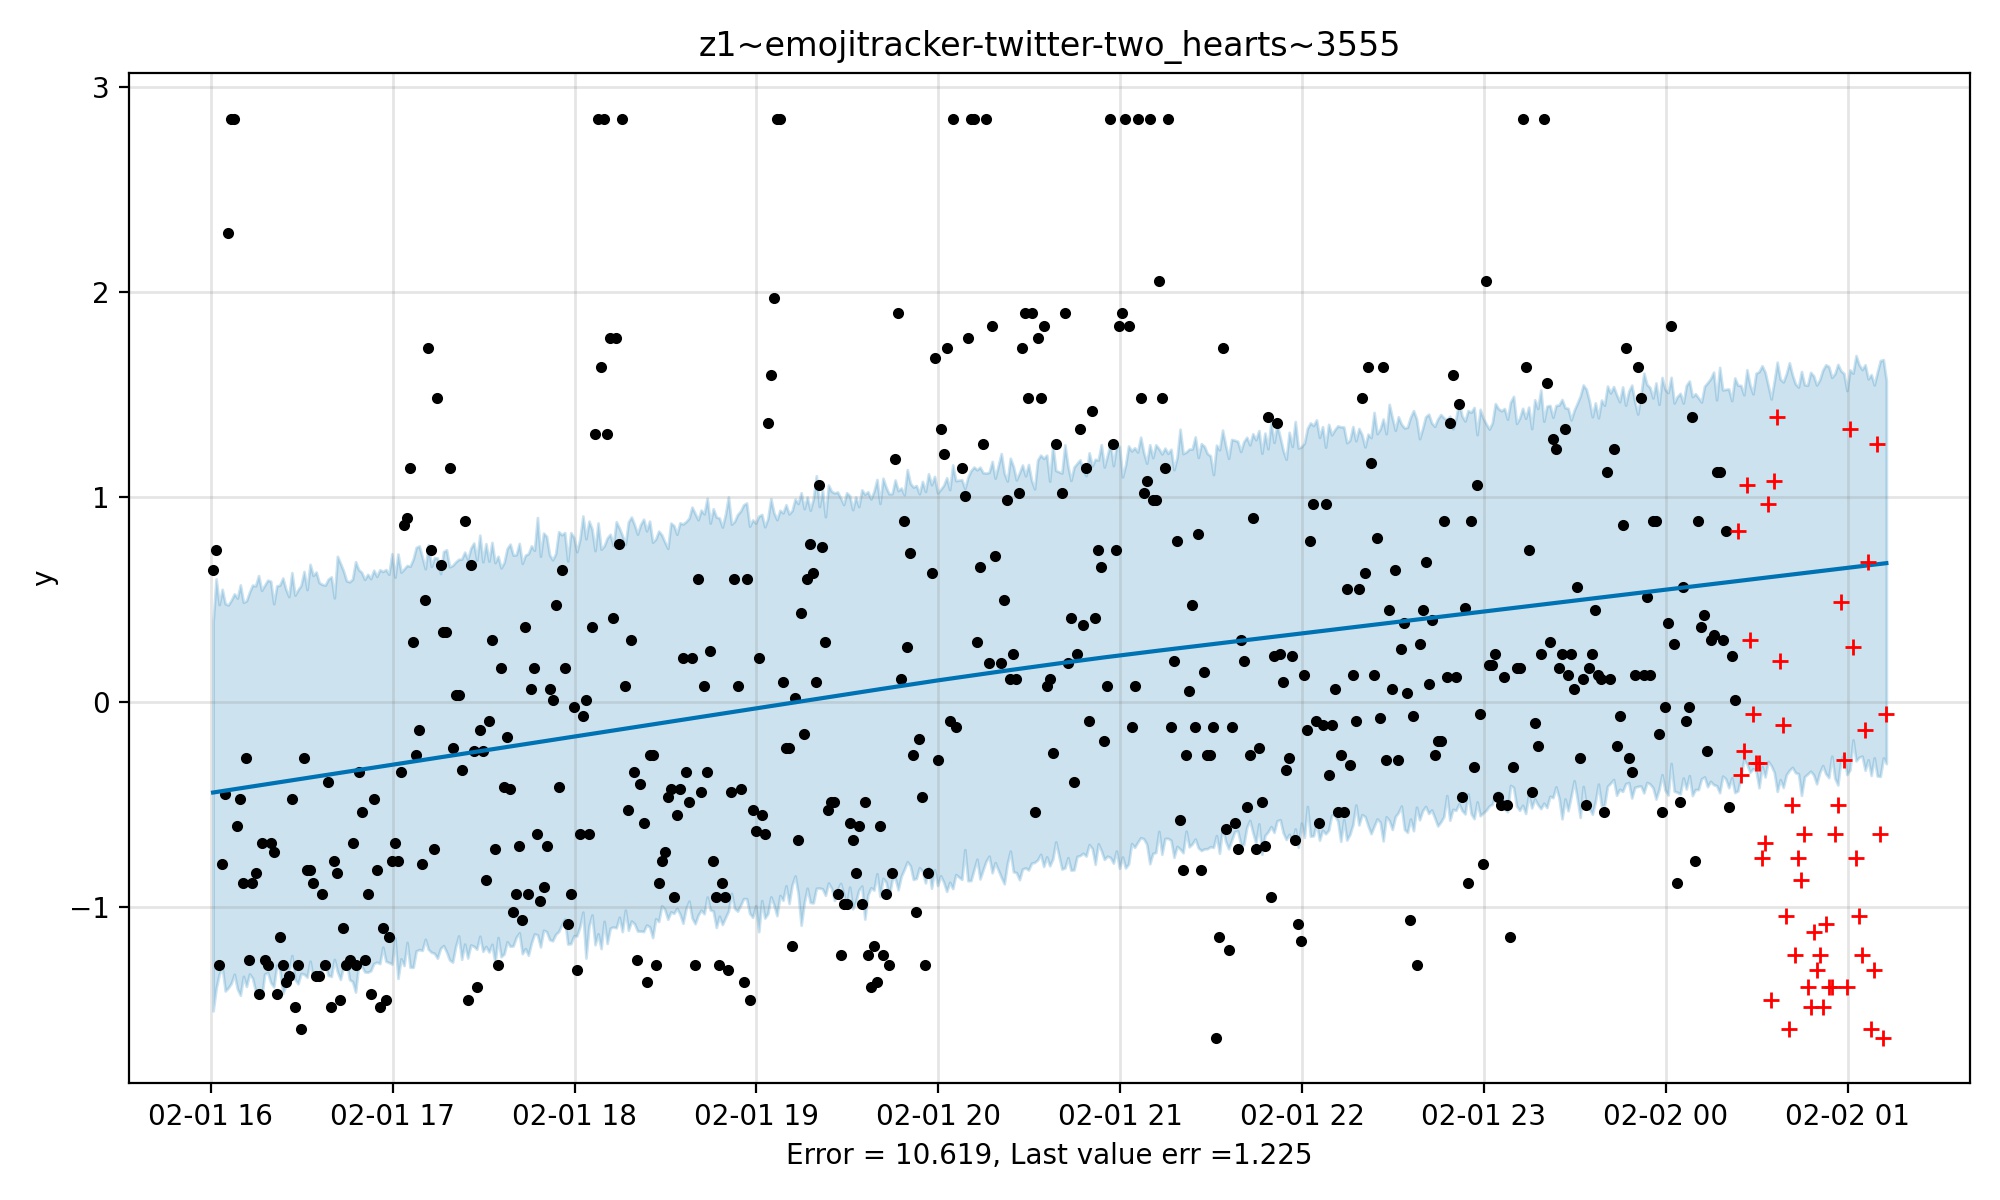 z1~emojitracker-twitter-two_hearts~3555
3
2
1
0
−1
y
02-01 16 02-01 17 02-01 18 02-01 19 02-01 20 02-01 21 02-01 22 02-01 23 02-02 00 02-02 01
Error = 10.619, Last value err =1.225